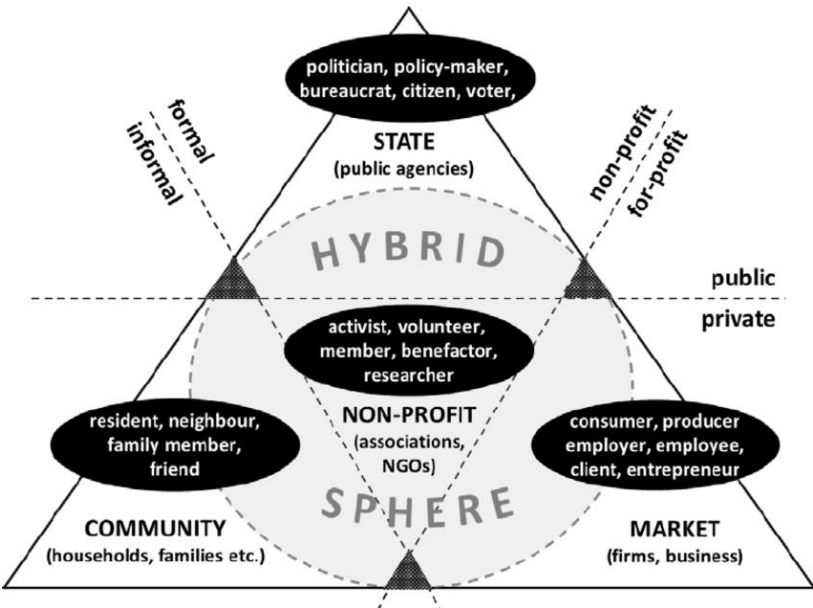 politician, policy-maker,
bureaucrat, citizen, voter,
STATE
(public agencies)
formal
informal
non-profit
for-profit
HYBRID
public
private
activist, volunteer,
member, benefactor,
researcher
NON-PROFIT
(associations,
NGOs)
resident, neighbour,
family member,
friend
COMMUNITY
(households, families etc.)
consumer, producer
employer, employee,
client, entrepreneur
MARKET
(firms, business)
SPHERE